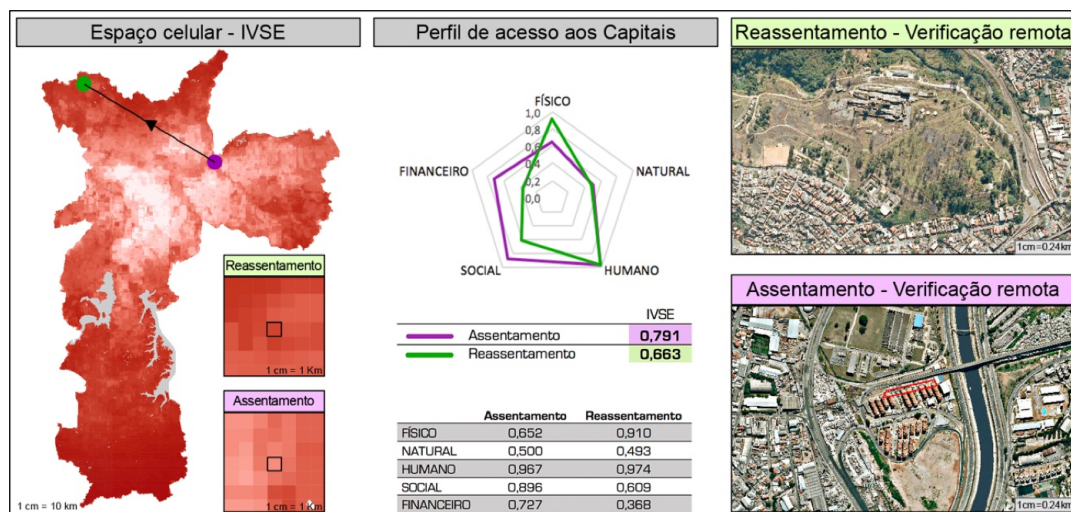 Espaço celular - IVSE
Reassentamento
1 cm = 1 Km
Assentamento
1 cm = 1 Km
1 cm = 10 km
Perfil de acesso aos Capitais
FÍSICO
1,0
0,8
0,6
0,4
0,2
0,0
FINANCEIRO
NATURAL
SOCIAL
HUMANO
IVSE
Assentamento 0,791
Reassentamento 0,663
Assentamento Reassentamento
FÍSICO 0,652 0,910
NATURAL 0,500 0,493
HUMANO 0,967 0,974
SOCIAL 0,896 0,609
FINANCEIRO 0,727 0,368
Reassentamento - Verificação remota
1cm=0.24km
Assentamento - Verificação remota
1cm=0.24km